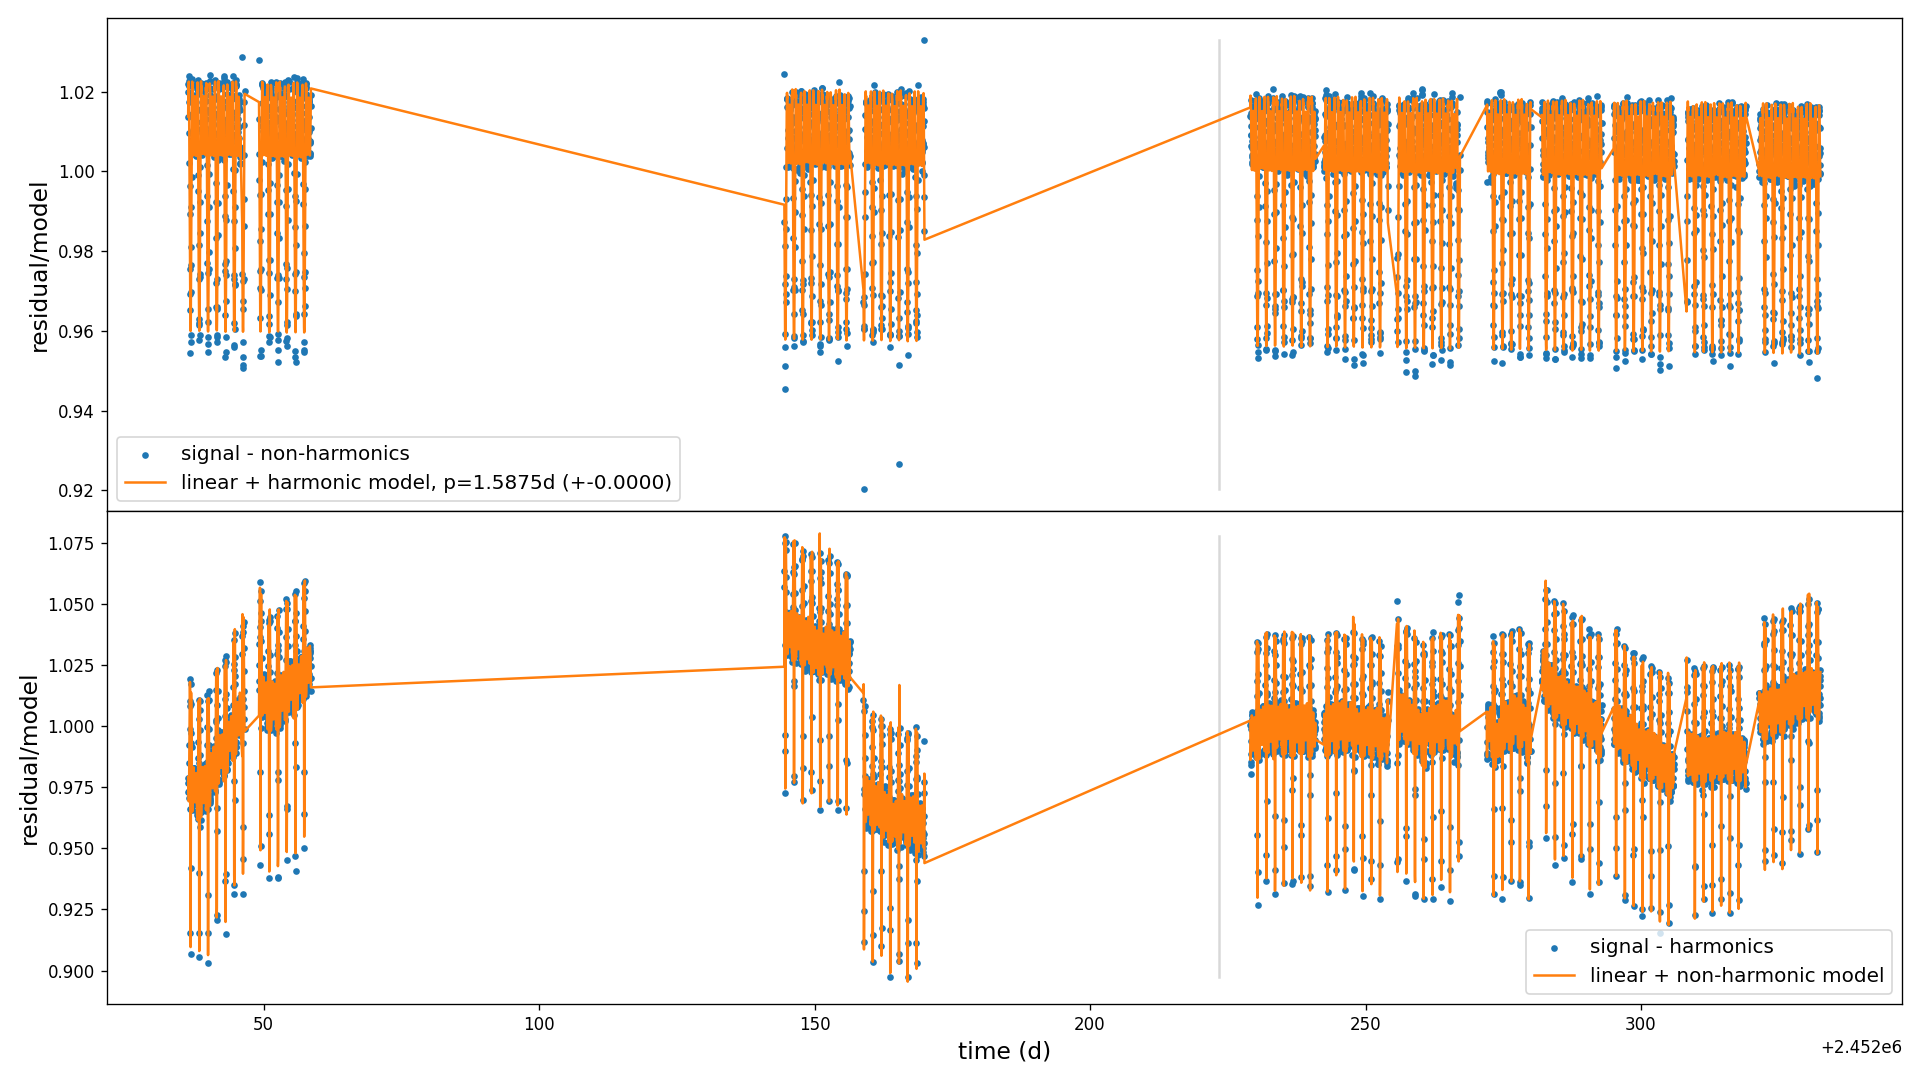 residual/model
1.02
1.00
0.98
0.96
0.94
0.92
signal - non-harmonics
linear + harmonic model, p=1.5875d (+-0.0000)
residual/model
1.075
1.050
1.025
1.000
0.975
0.950
0.925
0.900
signal - harmonics
linear + non-harmonic model
50
100
150
200
250
300
time (d)
+2.452e6